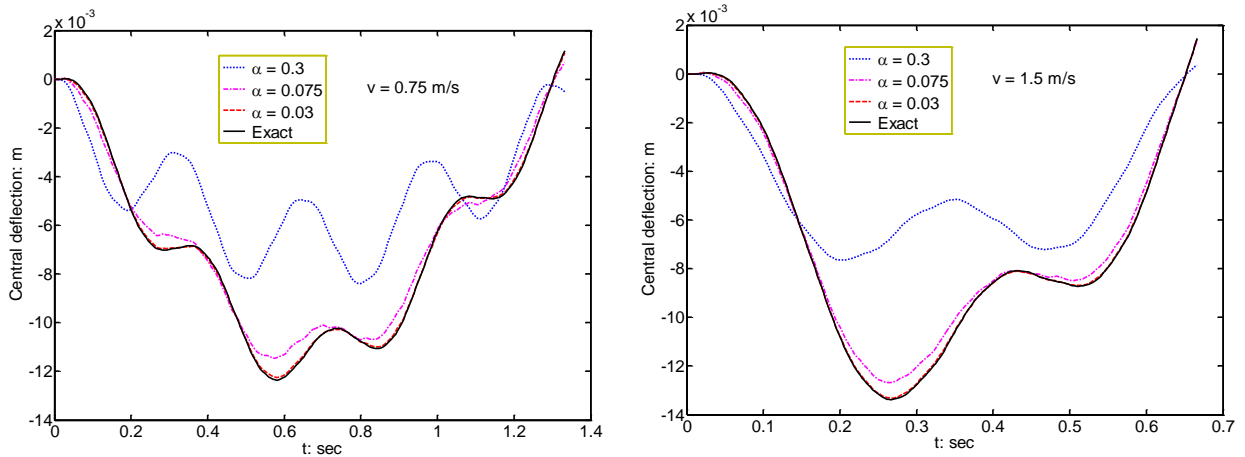 x 10⁻³
2
0
-2
-4
-6
-8
-10
-12
-14
0
0.2
0.4
0.6
0.8
1
1.2
1.4
Central deflection: m
t: sec
α = 0.3
α = 0.075
α = 0.03
Exact
v = 0.75 m/s
x 10⁻³
2
0
-2
-4
-6
-8
-10
-12
-14
0
0.1
0.2
0.3
0.4
0.5
0.6
0.7
Central deflection: m
t: sec
α = 0.3
α = 0.075
α = 0.03
Exact
v = 1.5 m/s